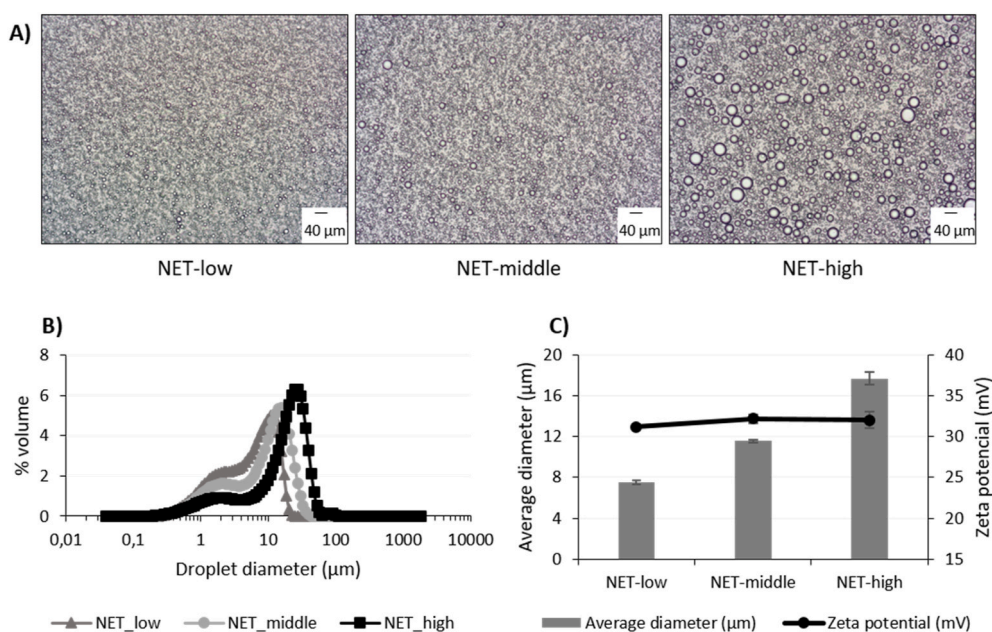 A)
40 µm
40 µm
40 µm
NET-low
NET-middle
NET-high
B)
8
6
4
2
0
% volume
0,01
0,1
1
10
100
1000
10000
Droplet diameter (µm)
NET_low
NET_middle
NET_high
C)
20
16
12
8
4
0
Average diameter (µm)
40
35
30
25
20
15
Zeta potencial (mV)
NET-low
NET-middle
NET-high
Average diameter (µm)
Zeta potential (mV)